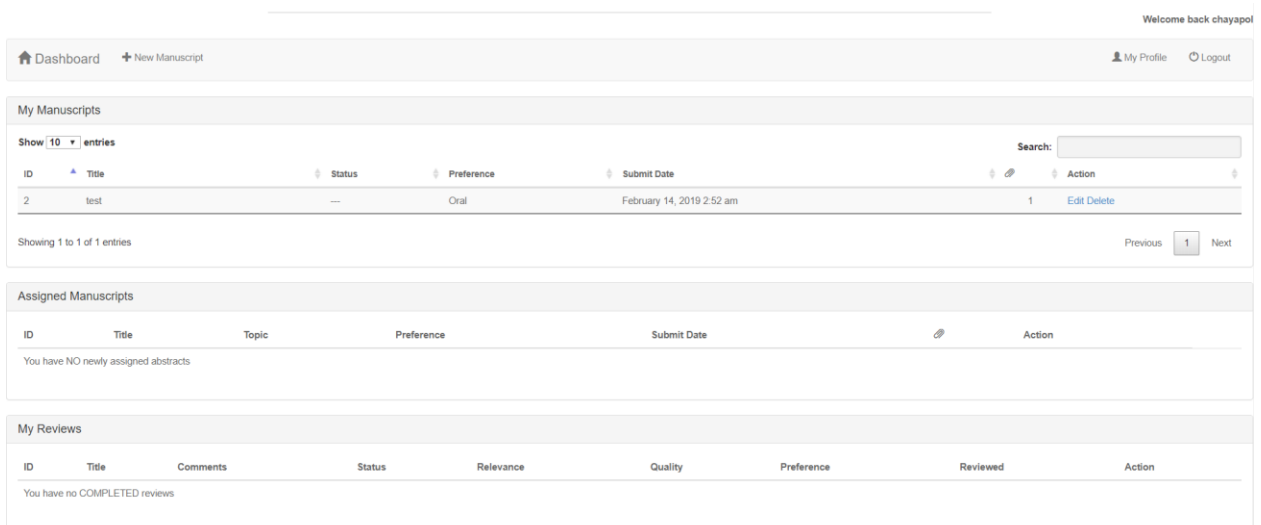 Welcome back chayapol
Dashboard New Manuscript My Profile Logout
My Manuscripts
Show 10 entries Search:
ID Title Status Preference Submit Date Action
2 test --- Oral February 14, 2019 2:52 am 1 Edit Delete
Showing 1 to 1 of 1 entries Previous 1 Next
Assigned Manuscripts
ID Title Topic Preference Submit Date Action
You have NO newly assigned abstracts
My Reviews
ID Title Comments Status Relevance Quality Preference Reviewed Action
You have no COMPLETED reviews